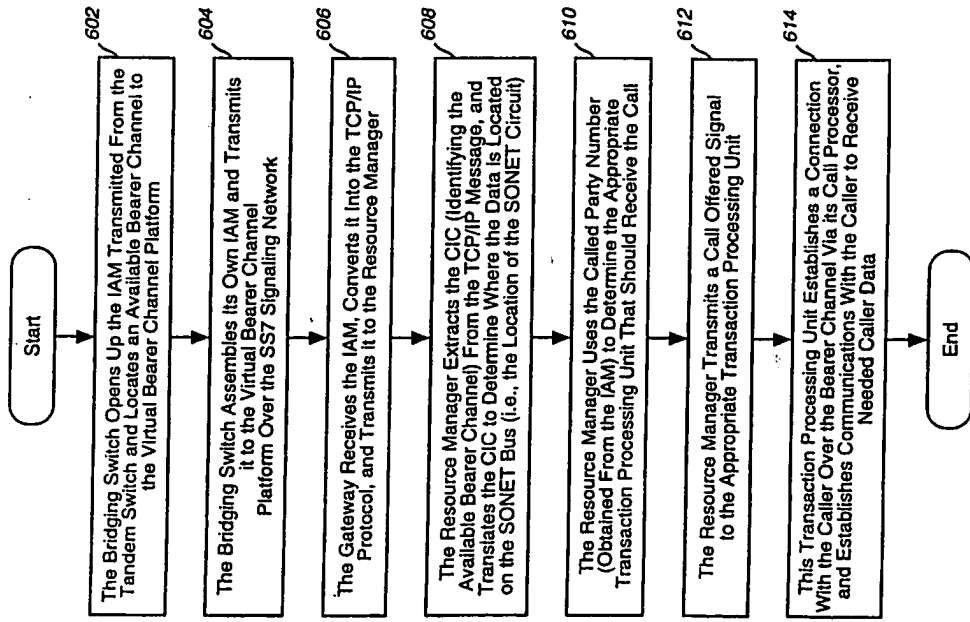 Start
602
The Bridging Switch Opens Up the IAM Transmitted From the
Tandem Switch and Locates an Available Bearer Channel to
the Virtual Bearer Channel Platform
604
The Bridging Switch Assembles Its Own IAM and Transmits
it to the Virtual Bearer Channel
Platform Over the SS7 Signaling Network
606
The Gateway Receives the IAM, Converts It Into the TCP/IP
Protocol, and Transmits it to the Resource Manager
608
The Resource Manager Extracts the CIC (Identifying the
Available Bearer Channel) From the TCP/IP Message, and
Translates the CIC to Determine Where the Data Is Located
on the SONET Bus (i.e., the Location of the SONET Circuit)
610
The Resource Manager Uses the Called Party Number
(Obtained From the IAM) to Determine the Appropriate
Transaction Processing Unit That Should Receive the Call
612
The Resource Manager Transmits a Call Offered Signal
to the Appropriate Transaction Processing Unit
614
This Transaction Processing Unit Establishes a Connection
With the Caller Over the Bearer Channel Via its Call Processor,
and Establishes Communications With the Caller to Receive
Needed Caller Data
End